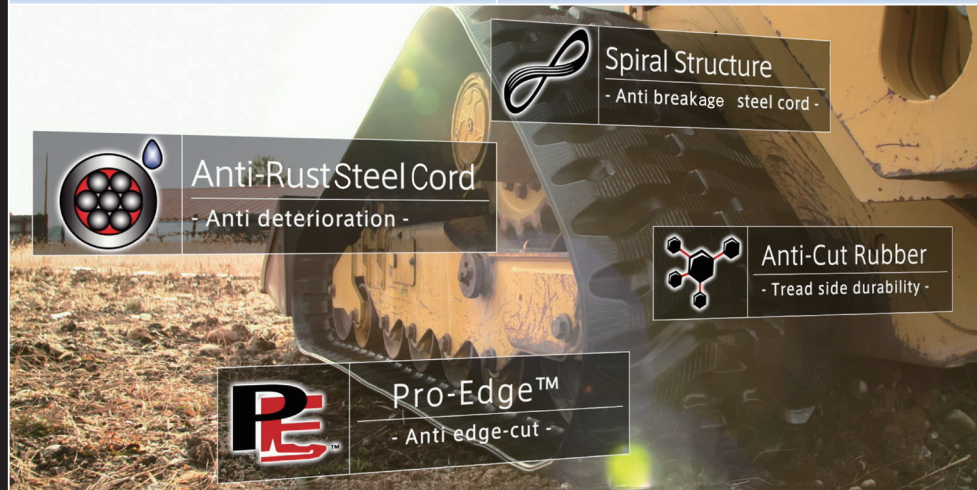 Spiral Structure
- Anti breakage steel cord -
Anti-Rust Steel Cord
- Anti deterioration -
Anti-Cut Rubber
- Tread side durability -
PE™
Pro-Edge™
- Anti edge-cut -